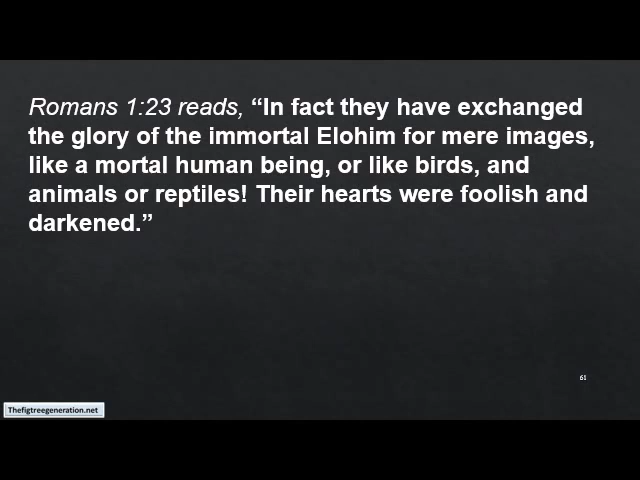 Romans 1:23 reads, “In fact they have exchanged
the glory of the immortal Elohim for mere images,
like a mortal human being, or like birds, and
animals or reptiles! Their hearts were foolish and
darkened.”
61
Thefigtreegeneration.net